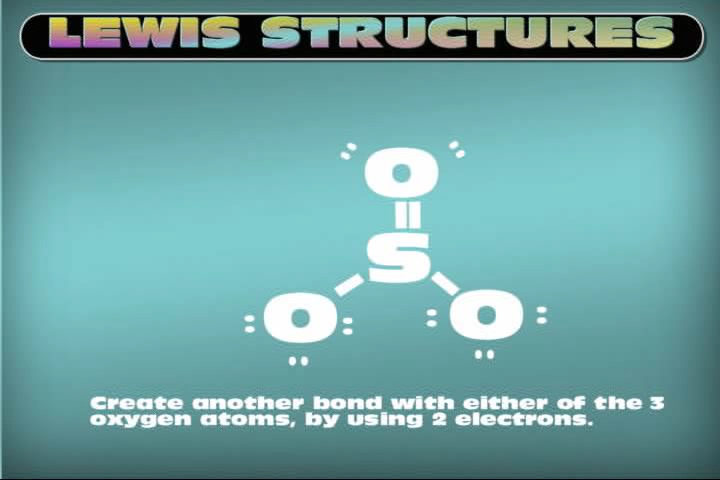 LEWIS STRUCTURES
O
S
O O
Create another bond with either of the 3
oxygen atoms, by using 2 electrons.